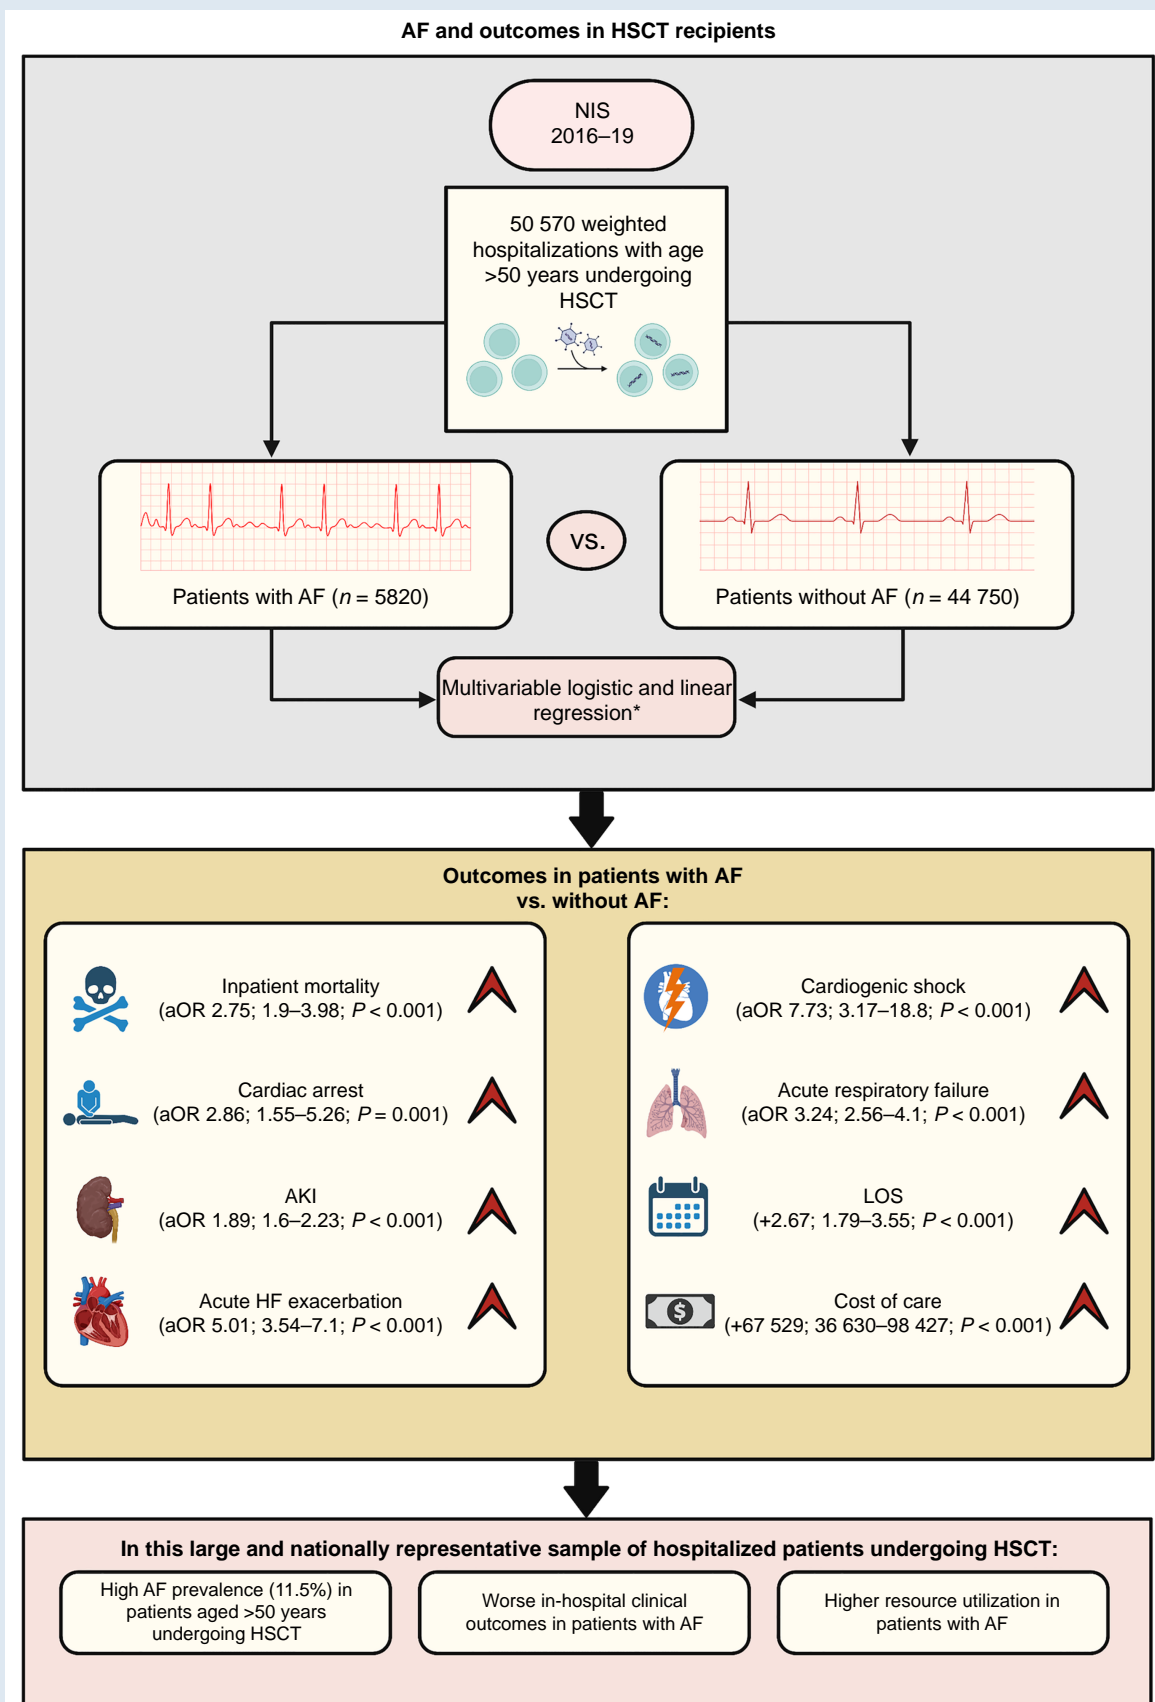 AF and outcomes in HSCT recipients
NIS
2016–19
50 570 weighted
hospitalizations with age
>50 years undergoing
HSCT
Patients with AF (n = 5820)
vs.
Patients without AF (n = 44 750)
Multivariable logistic and linear
regression*
Outcomes in patients with AF
vs. without AF:
Inpatient mortality
(aOR 2.75; 1.9–3.98; P < 0.001)
Cardiac arrest
(aOR 2.86; 1.55–5.26; P = 0.001)
AKI
(aOR 1.89; 1.6–2.23; P < 0.001)
Acute HF exacerbation
(aOR 5.01; 3.54–7.1; P < 0.001)
Cardiogenic shock
(aOR 7.73; 3.17–18.8; P < 0.001)
Acute respiratory failure
(aOR 3.24; 2.56–4.1; P < 0.001)
LOS
(+2.67; 1.79–3.55; P < 0.001)
$
Cost of care
(+67 529; 36 630–98 427; P < 0.001)
In this large and nationally representative sample of hospitalized patients undergoing HSCT:
High AF prevalence (11.5%) in
patients aged >50 years
undergoing HSCT
Worse in-hospital clinical
outcomes in patients with AF
Higher resource utilization in
patients with AF